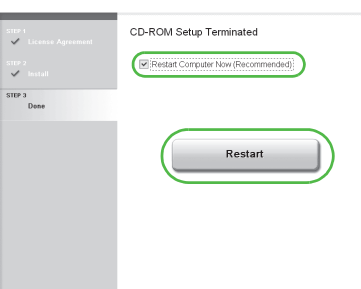 STEP 1
License Agreement
STEP 2
Install
STEP 3
Done
CD-ROM Setup Terminated
Restart Computer Now (Recommended)
Restart